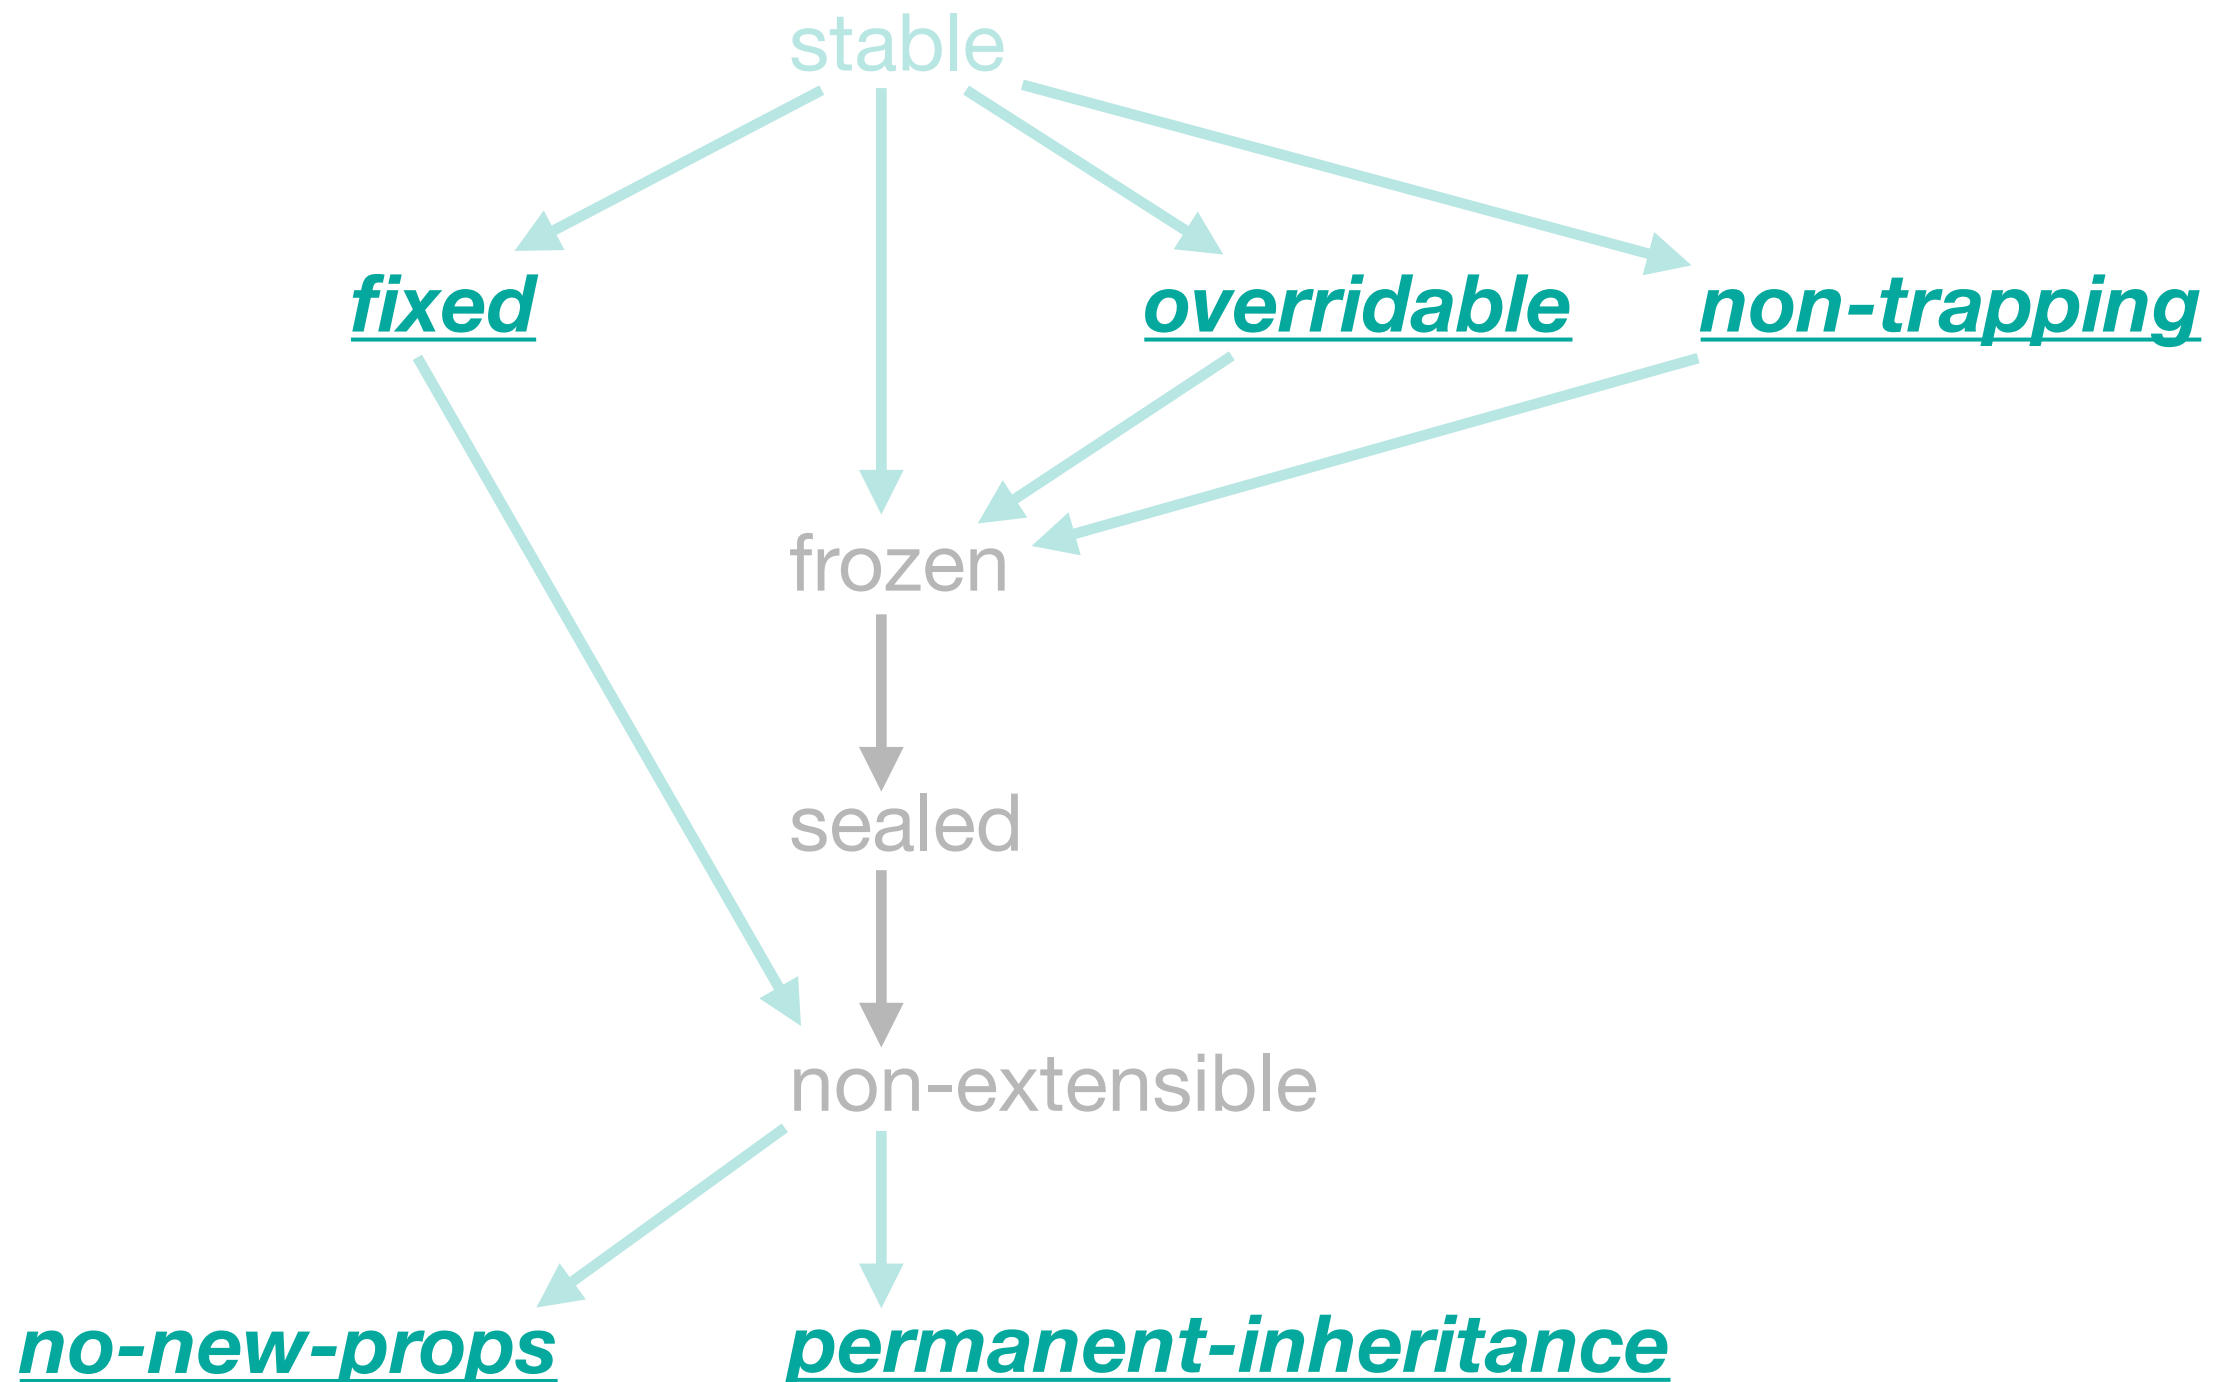 stable
fixed
overridable
non-trapping
frozen
sealed
non-extensible
no-new-props
permanent-inheritance